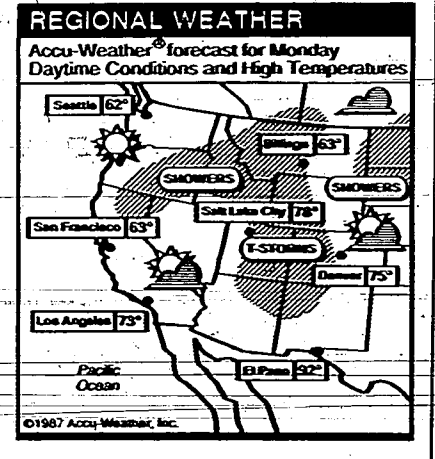 REGIONAL WEATHER
Accu-Weather® forecast for Monday
Daytime Conditions and High Temperatures
Seattle 62°
Billings 63°
SHOWERS
SHOWERS
Salt Lake City 78°
San Francisco 63°
T-STORMS
Denver 75°
Los Angeles 73°
Pacific
Ocean
El Paso 92°
©1987 Accu-Weather, Inc.